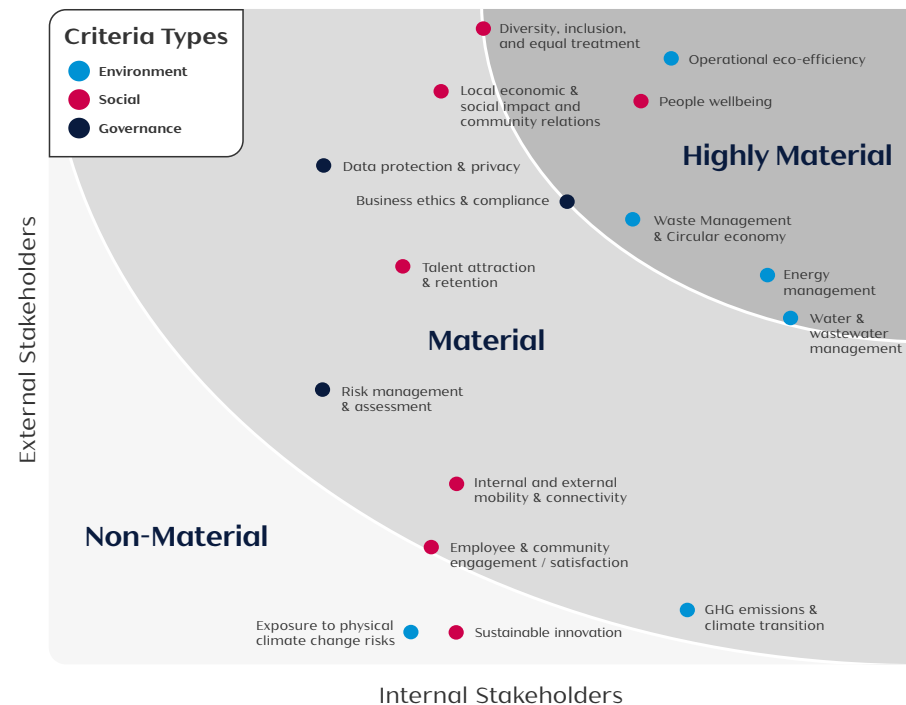 Criteria Types
Environment
Social
Governance
Diversity, inclusion,
and equal treatment
Operational eco-efficiency
Local economic &
social impact and
community relations
People wellbeing
Highly Material
Data protection & privacy
Business ethics & compliance
Waste Management
& Circular economy
Talent attraction
& retention
Energy
management
Water &
wastewater
management
Material
Risk management
& assessment
Internal and external
mobility & connectivity
Non-Material
Employee & community
engagement / satisfaction
GHG emissions &
climate transition
Exposure to physical
climate change risks
Sustainable innovation
External Stakeholders
Internal Stakeholders